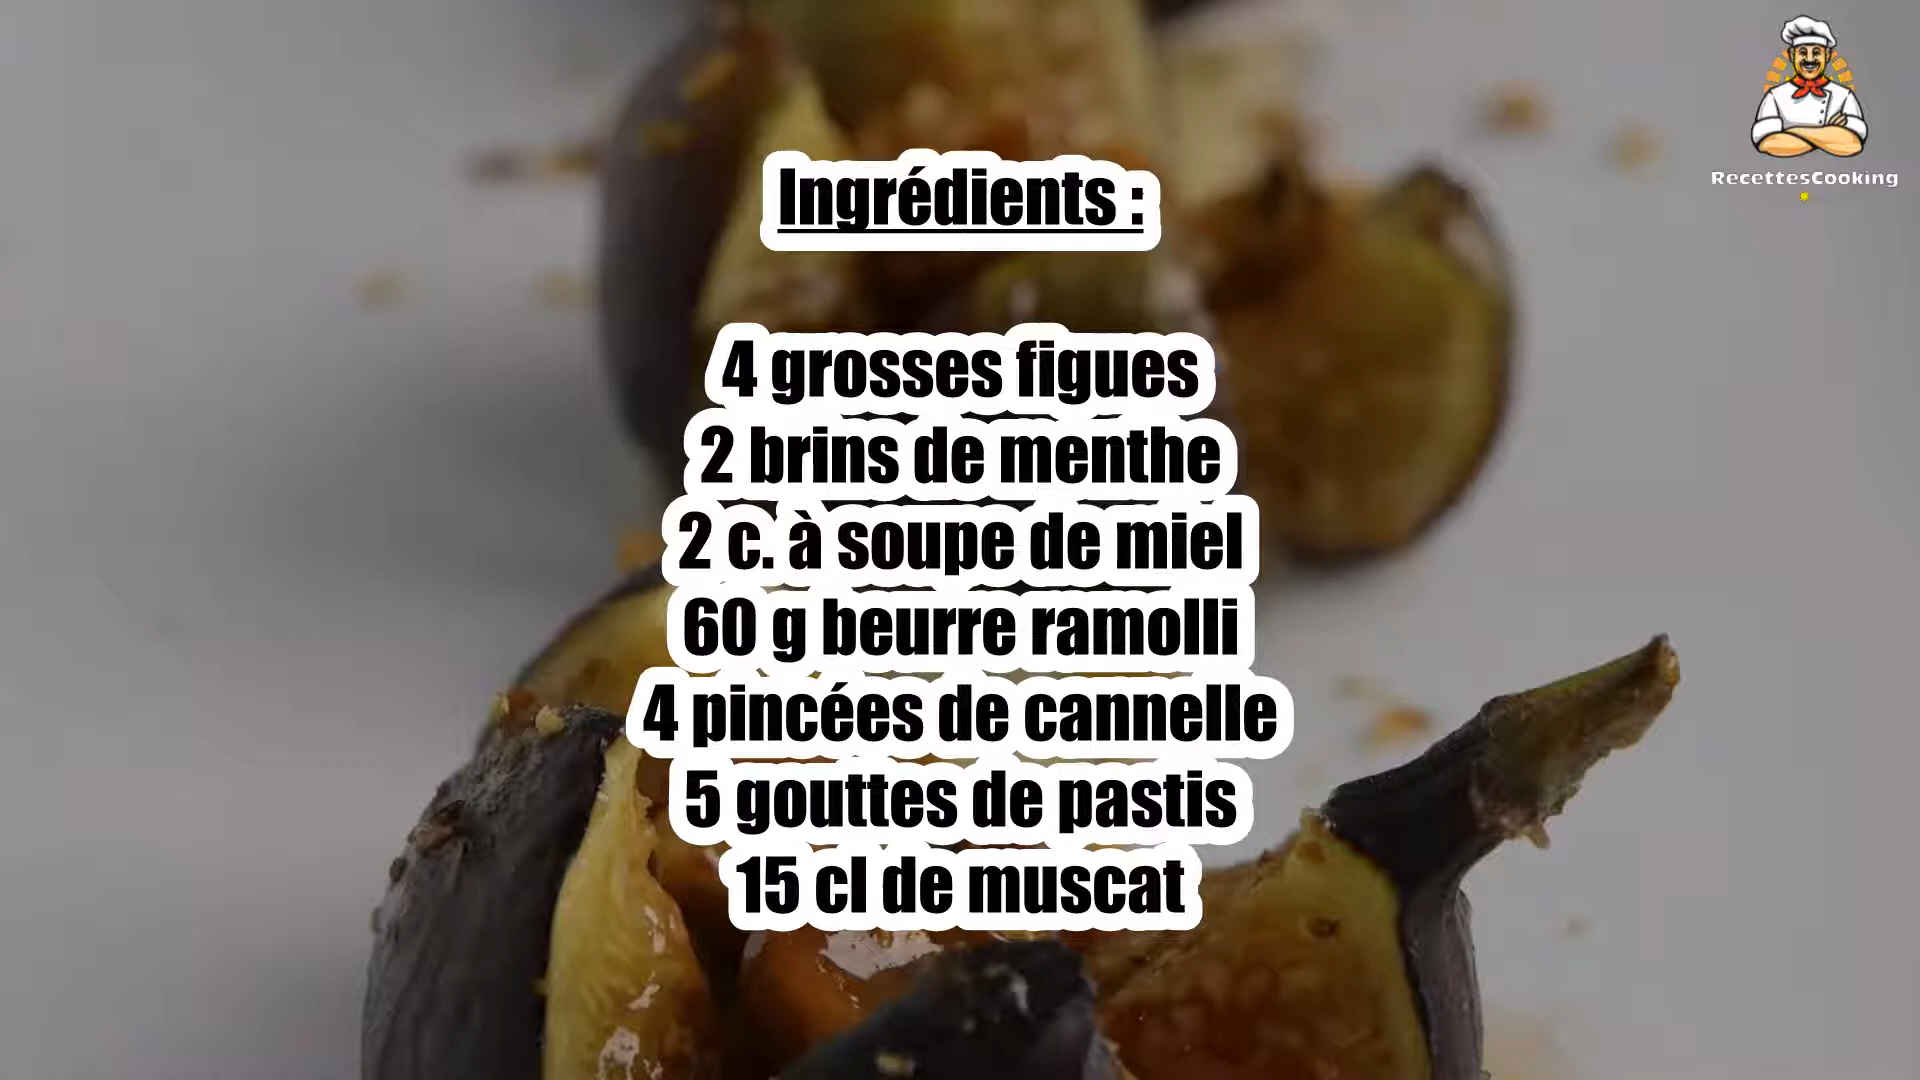 RecettesCooking
Ingrédients :
4 grosses figues
2 brins de menthe
2 c. à soupe de miel
60 g beurre ramolli
4 pincées de cannelle
5 gouttes de pastis
15 cl de muscat